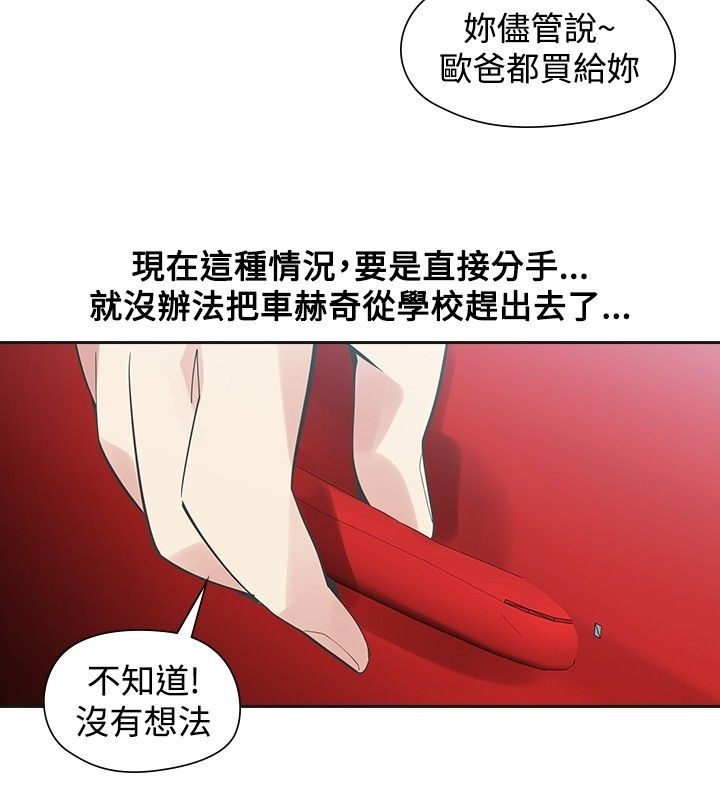 妳儘管說~
歐爸都買給妳
現在這種情況，要是直接分手...
就沒辦法把車赫奇從學校趕出去了...
不知道!
沒有想法